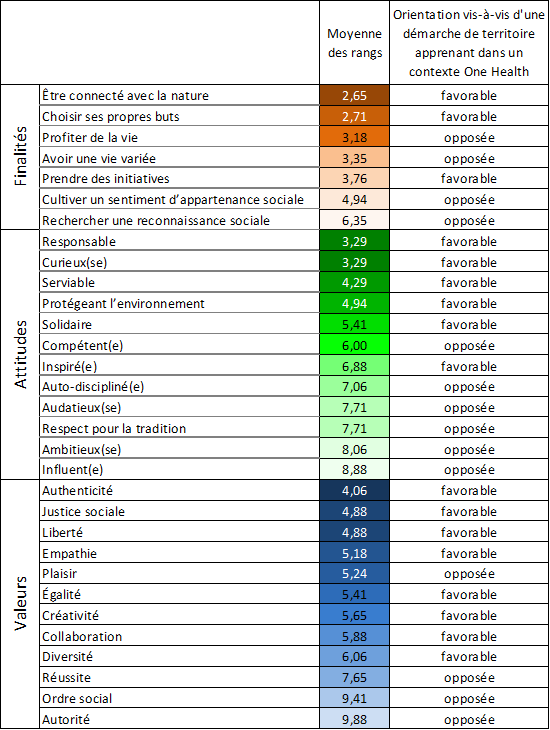 Moyenne des rangs | Orientation vis-à-vis d'une démarche de territoire apprenant dans un contexte One Health
Finalités
Être connecté avec la nature | 2,65 | favorable
Choisir ses propres buts | 2,71 | favorable
Profiter de la vie | 3,18 | opposée
Avoir une vie variée | 3,35 | opposée
Prendre des initiatives | 3,76 | favorable
Cultiver un sentiment d’appartenance sociale | 4,94 | opposée
Rechercher une reconnaissance sociale | 6,35 | opposée
Attitudes
Responsable | 3,29 | favorable
Curieux(se) | 3,29 | favorable
Serviable | 4,29 | favorable
Protégeant l’environnement | 4,94 | favorable
Solidaire | 5,41 | favorable
Compétent(e) | 6,00 | opposée
Inspiré(e) | 6,88 | favorable
Auto-discipliné(e) | 7,06 | opposée
Audatieux(se) | 7,71 | opposée
Respect pour la tradition | 7,71 | opposée
Ambitieux(se) | 8,06 | opposée
Influent(e) | 8,88 | opposée
Valeurs
Authenticité | 4,06 | favorable
Justice sociale | 4,88 | favorable
Liberté | 4,88 | favorable
Empathie | 5,18 | favorable
Plaisir | 5,24 | opposée
Égalité | 5,41 | favorable
Créativité | 5,65 | favorable
Collaboration | 5,88 | favorable
Diversité | 6,06 | favorable
Réussite | 7,65 | opposée
Ordre social | 9,41 | opposée
Autorité | 9,88 | opposée